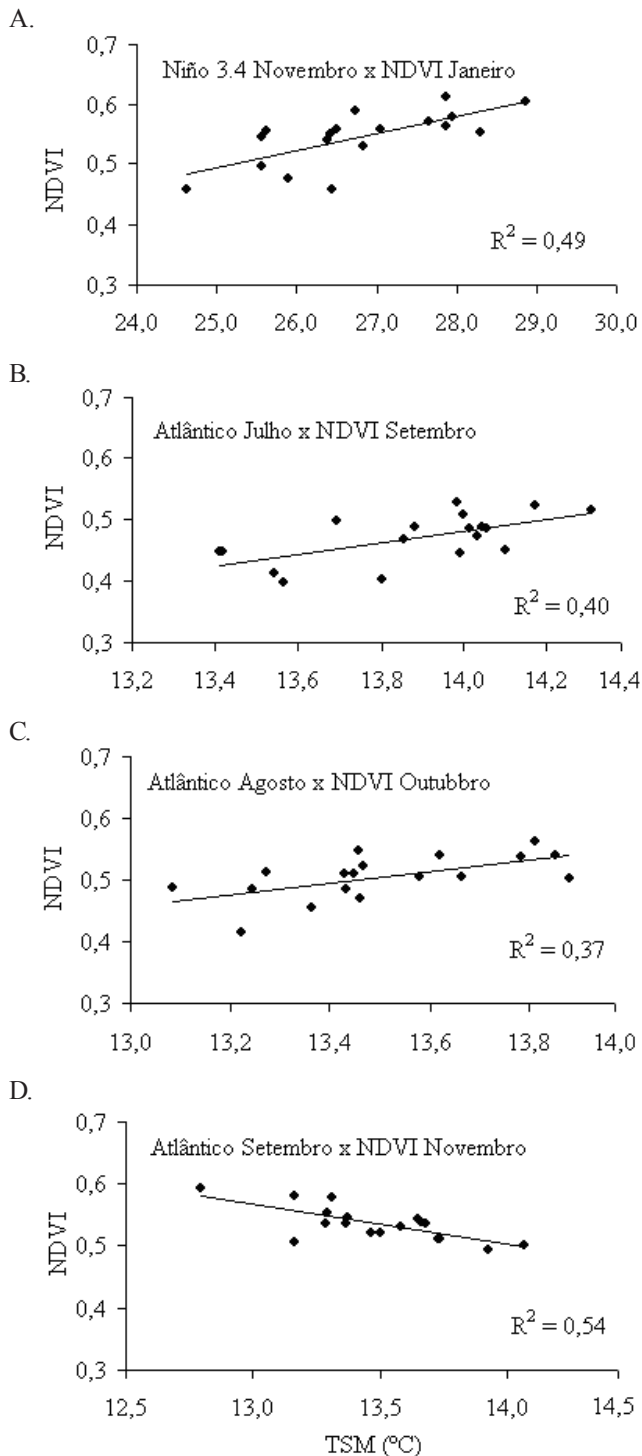 A.
0,7
Niño 3.4 Novembro x NDVI Janeiro
0,6
NDVI
0,5
0,4
R² = 0,49
0,3
24,0 25,0 26,0 27,0 28,0 29,0 30,0
B.
0,7
Atlântico Julho x NDVI Setembro
0,6
NDVI
0,5
0,4
R² = 0,40
0,3
13,2 13,4 13,6 13,8 14,0 14,2 14,4
C.
0,7
Atlântico Agosto x NDVI Outubbro
0,6
NDVI
0,5
0,4
R² = 0,37
0,3
13,0 13,2 13,4 13,6 13,8 14,0
D.
0,7
Atlântico Setembro x NDVI Novembro
0,6
NDVI
0,5
0,4
R² = 0,54
0,3
12,5 13,0 13,5 14,0 14,5
TSM (ºC)